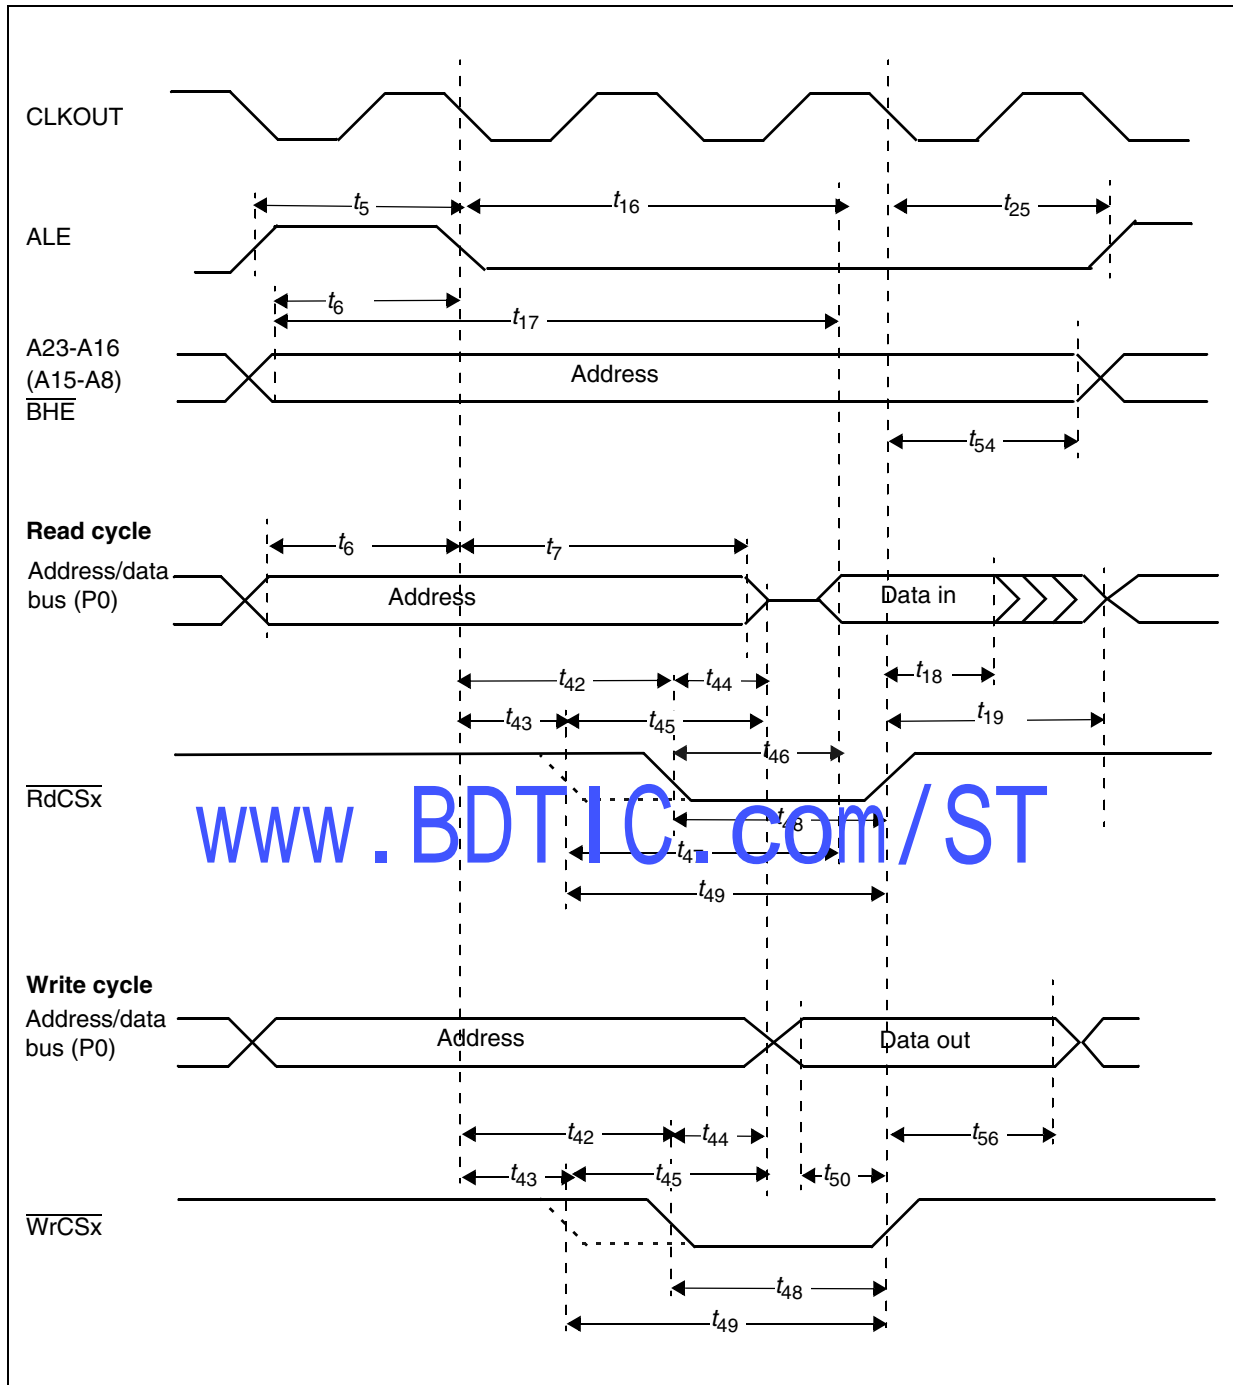 CLKOUT
t5
t16
t25
ALE
t6
t17
A23-A16
(A15-A8)
BHE
Address
t54
Read cycle
t6
t7
Address/data
bus (P0)
Address
Data in
t42
t44
t18
t43
t45
t19
t46
RdCSx
t48
www.BDTIC.com/ST
t47
t49
Write cycle
Address/data
bus (P0)
Address
Data out
t42
t44
t56
t43
t45
t50
WrCSx
t48
t49